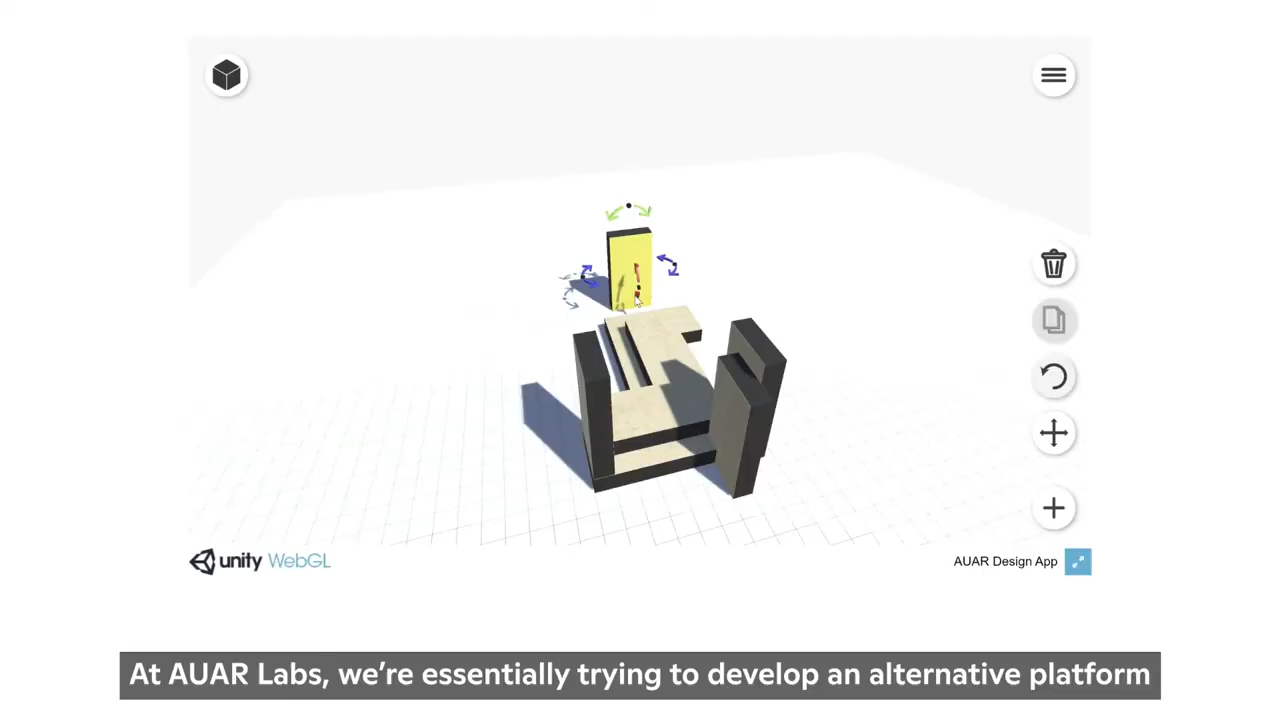 unity WebGL
AUAR Design App
At AUAR Labs, we're essentially trying to develop an alternative platform